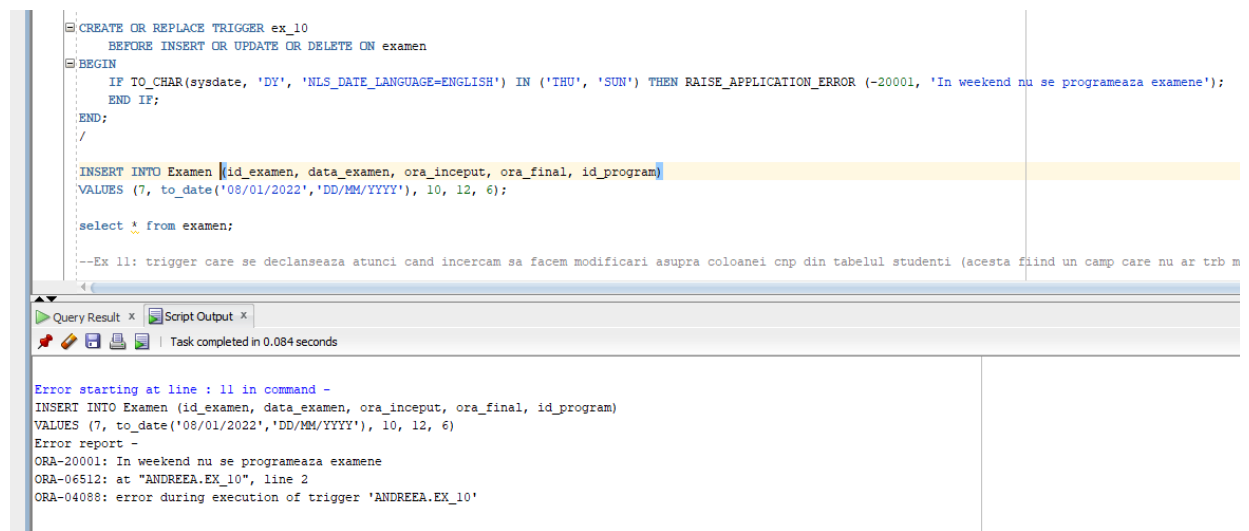 CREATE OR REPLACE TRIGGER ex_10
BEFORE INSERT OR UPDATE OR DELETE ON examen
BEGIN
IF TO_CHAR(sysdate, 'DY', 'NLS_DATE_LANGUAGE=ENGLISH') IN ('THU', 'SUN') THEN RAISE_APPLICATION_ERROR (-20001, 'In weekend nu se programeaza examene');
END IF;
END;
/
INSERT INTO Examen (id_examen, data_examen, ora_inceput, ora_final, id_program)
VALUES (7, to_date('08/01/2022','DD/MM/YYYY'), 10, 12, 6);
select * from examen;
--Ex 11: trigger care se declanseaza atunci cand incercam sa facem modificari asupra coloanei cnp din tabelul studenti (acesta fiind un camp care nu ar trb m
Query Result x Script Output x
Task completed in 0.084 seconds
Error starting at line : 11 in command -
INSERT INTO Examen (id_examen, data_examen, ora_inceput, ora_final, id_program)
VALUES (7, to_date('08/01/2022','DD/MM/YYYY'), 10, 12, 6)
Error report -
ORA-20001: In weekend nu se programeaza examene
ORA-06512: at "ANDREEA.EX_10", line 2
ORA-04088: error during execution of trigger 'ANDREEA.EX_10'